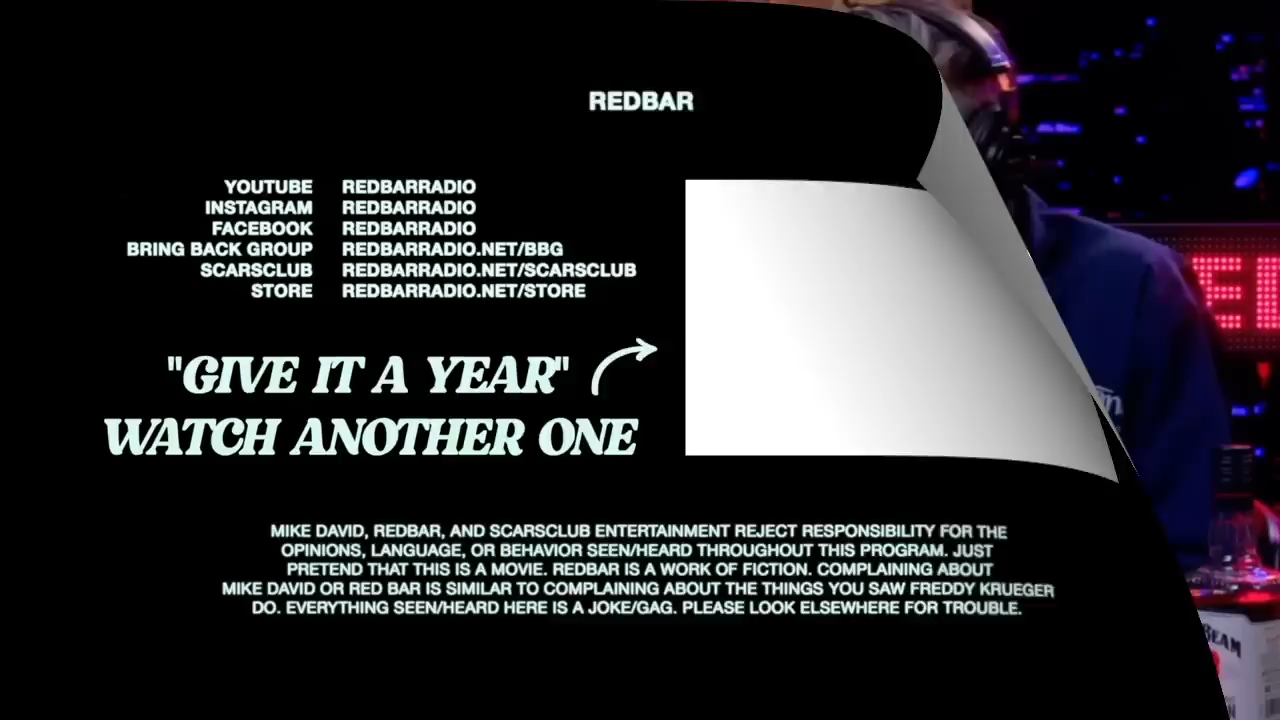 REDBAR
YOUTUBE REDBARRADIO
INSTAGRAM REDBARRADIO
FACEBOOK REDBARRADIO
BRING BACK GROUP REDBARRADIO.NET/BBG
SCARSCLUB REDBARRADIO.NET/SCARSCLUB
STORE REDBARRADIO.NET/STORE
"GIVE IT A YEAR"
WATCH ANOTHER ONE
MIKE DAVID, REDBAR, AND SCARSCLUB ENTERTAINMENT REJECT RESPONSIBILITY FOR THE
OPINIONS, LANGUAGE, OR BEHAVIOR SEEN/HEARD THROUGHOUT THIS PROGRAM. JUST
PRETEND THAT THIS IS A MOVIE. REDBAR IS A WORK OF FICTION. COMPLAINING ABOUT
MIKE DAVID OR RED BAR IS SIMILAR TO COMPLAINING ABOUT THE THINGS YOU SAW FREDDY KRUEGER
DO. EVERYTHING SEEN/HEARD HERE IS A JOKE/GAG. PLEASE LOOK ELSEWHERE FOR TROUBLE.